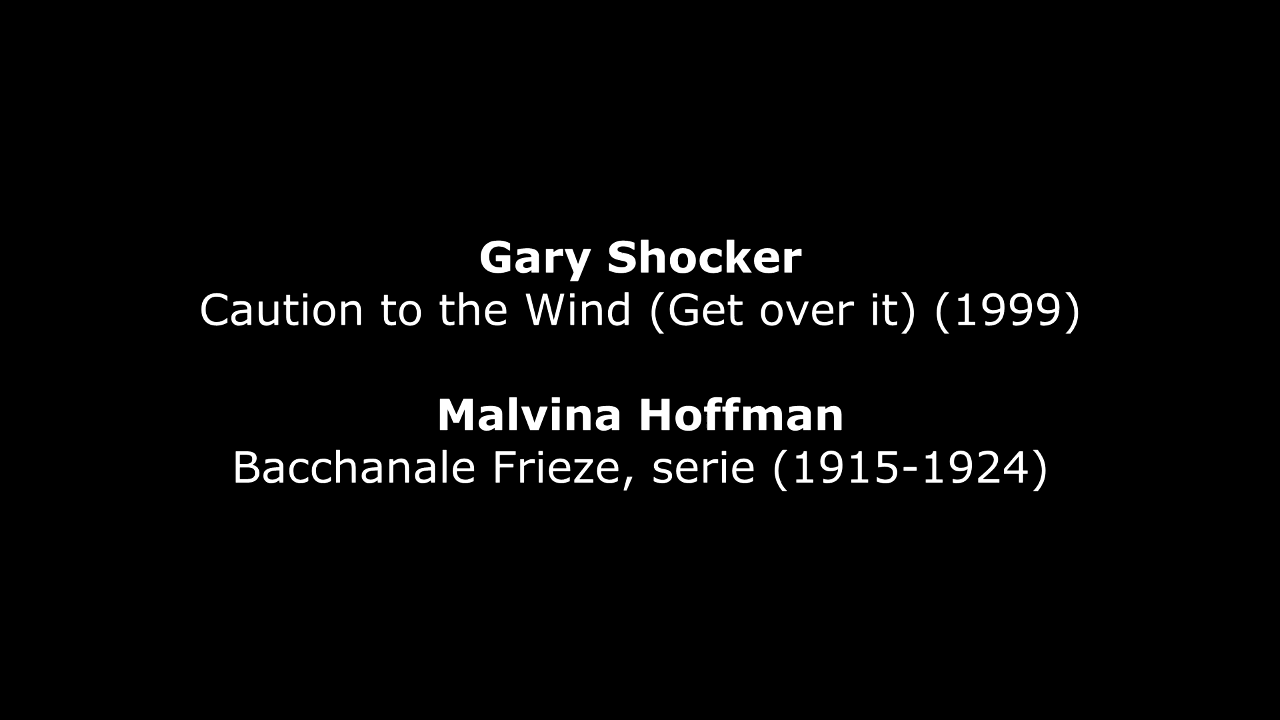 Gary Shocker
Caution to the Wind (Get over it) (1999)
Malvina Hoffman
Bacchanale Frieze, serie (1915-1924)